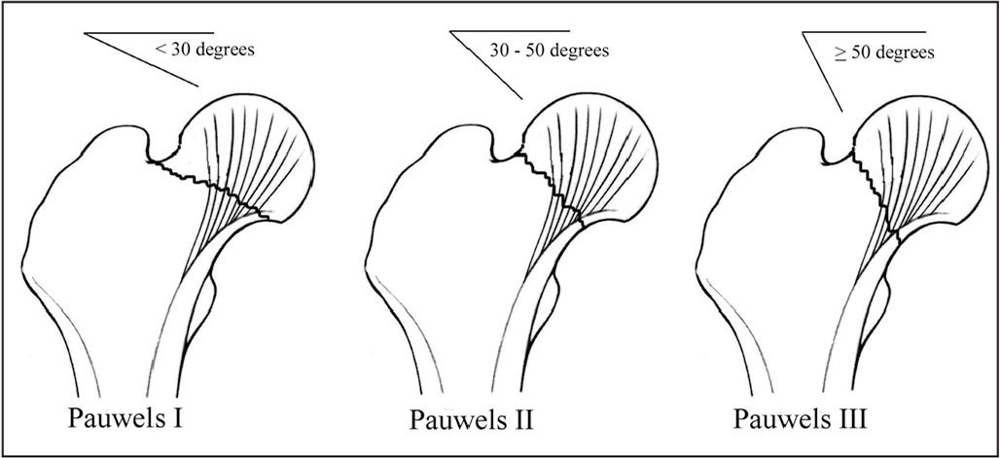 < 30 degrees
30 - 50 degrees
≥ 50 degrees
Pauwels I
Pauwels II
Pauwels III